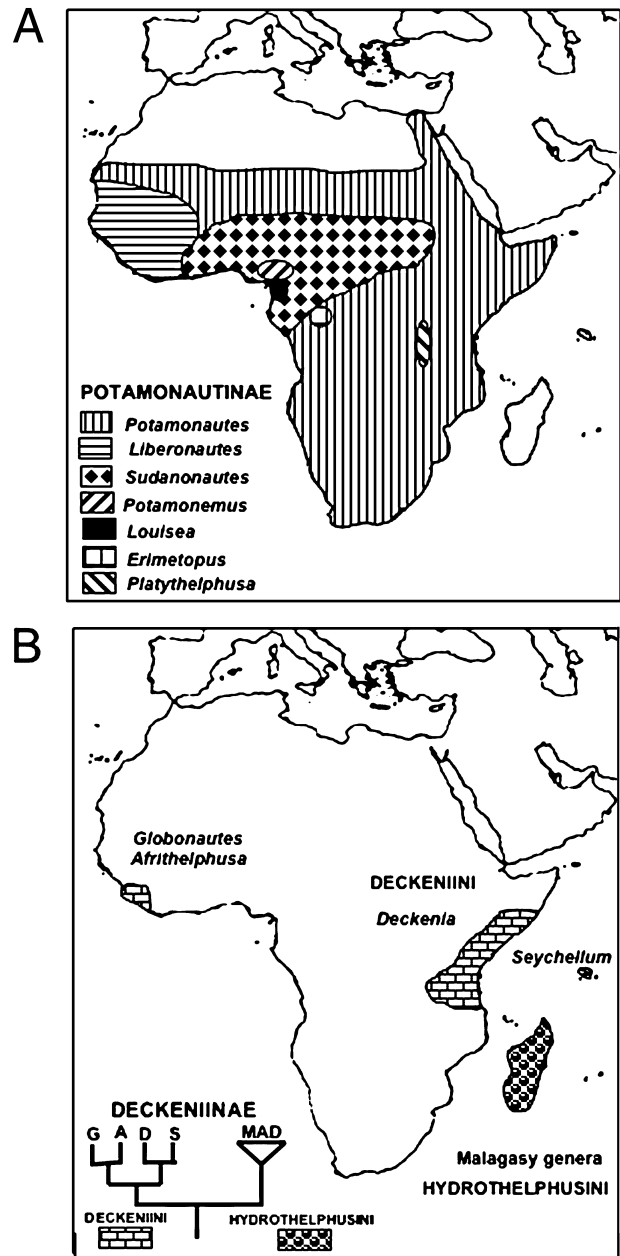 A
POTAMONAUTINAE
Potamonautes
Liberonautes
Sudanonautes
Potamonemus
Louisea
Erimetopus
Platythelphusa
B
Globonautes
Afrithelphusa
DECKENIINI
Deckenia
Seychellum
DECKENIINAE
G A D S MAD
Malagasy genera
HYDROTHELPHUSINI
DECKENIINI HYDROTHELPHUSINI